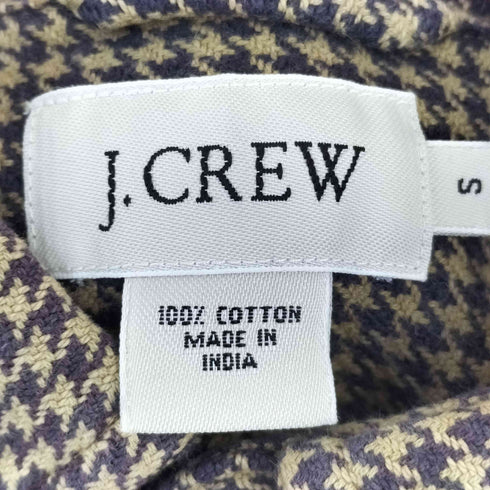 J.CREW
S
100% COTTON
MADE IN
INDIA